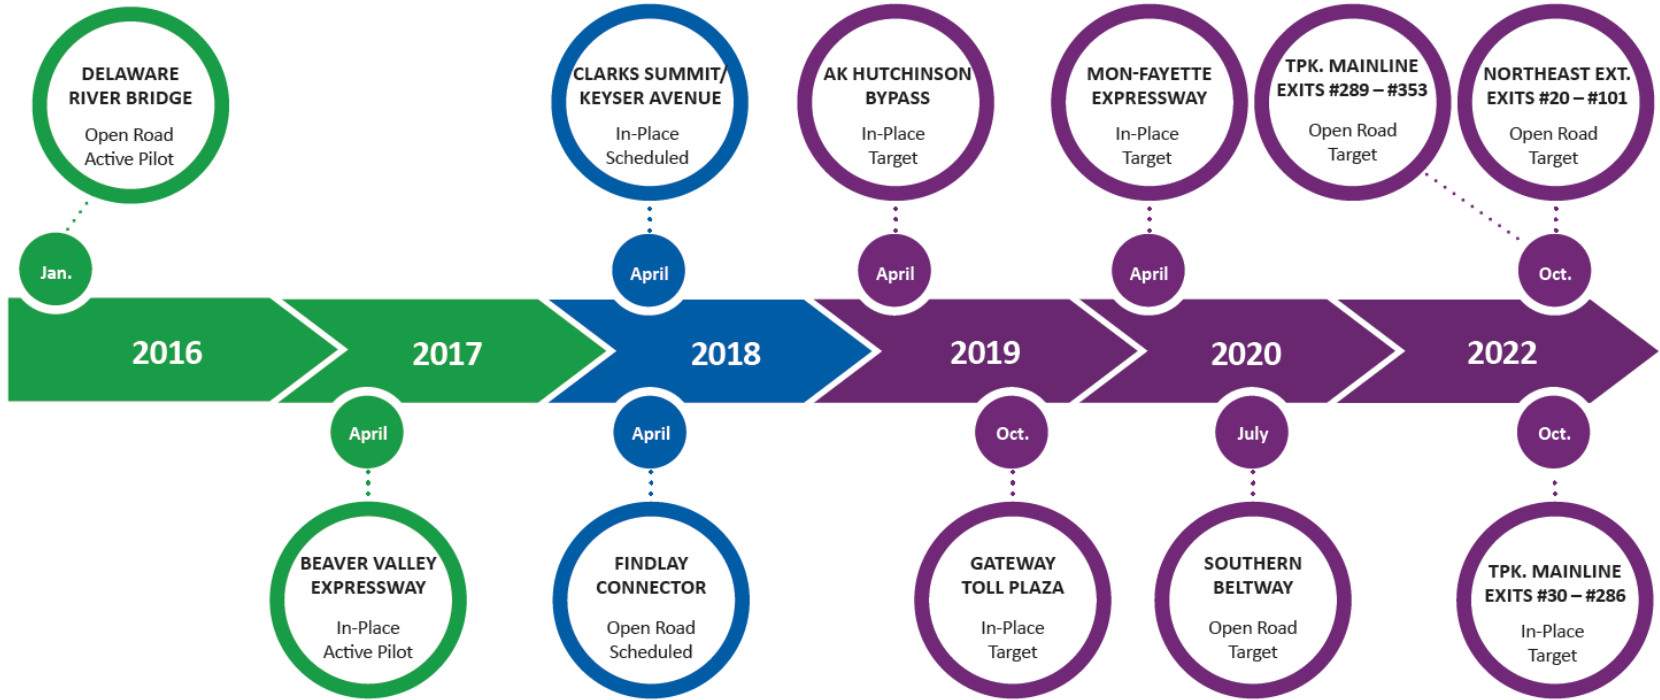 DELAWARE
RIVER BRIDGE
Open Road
Active Pilot
CLARKS SUMMIT/
KEYSER AVENUE
In-Place
Scheduled
AK HUTCHINSON
BYPASS
In-Place
Target
MON-FAYETTE
EXPRESSWAY
In-Place
Target
TPK. MAINLINE
EXITS #289 – #353
Open Road
Target
NORTHEAST EXT.
EXITS #20 – #101
Open Road
Target
Jan.
April
April
April
Oct.
2016
2017
2018
2019
2020
2022
April
April
Oct.
July
Oct.
BEAVER VALLEY
EXPRESSWAY
In-Place
Active Pilot
FINDLAY
CONNECTOR
Open Road
Scheduled
GATEWAY
TOLL PLAZA
In-Place
Target
SOUTHERN
BELTWAY
Open Road
Target
TPK. MAINLINE
EXITS #30 – #286
In-Place
Target